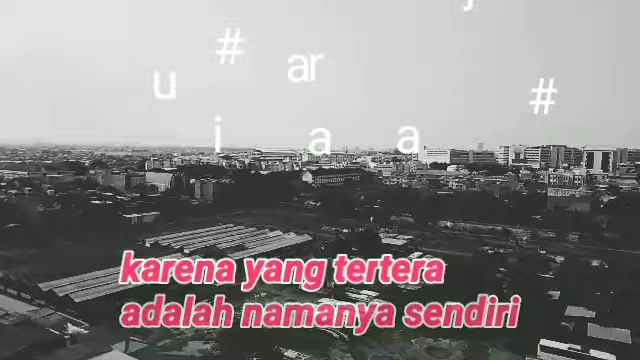 # ar
u #
i a a
karena yang tertera
adalah namanya sendiri